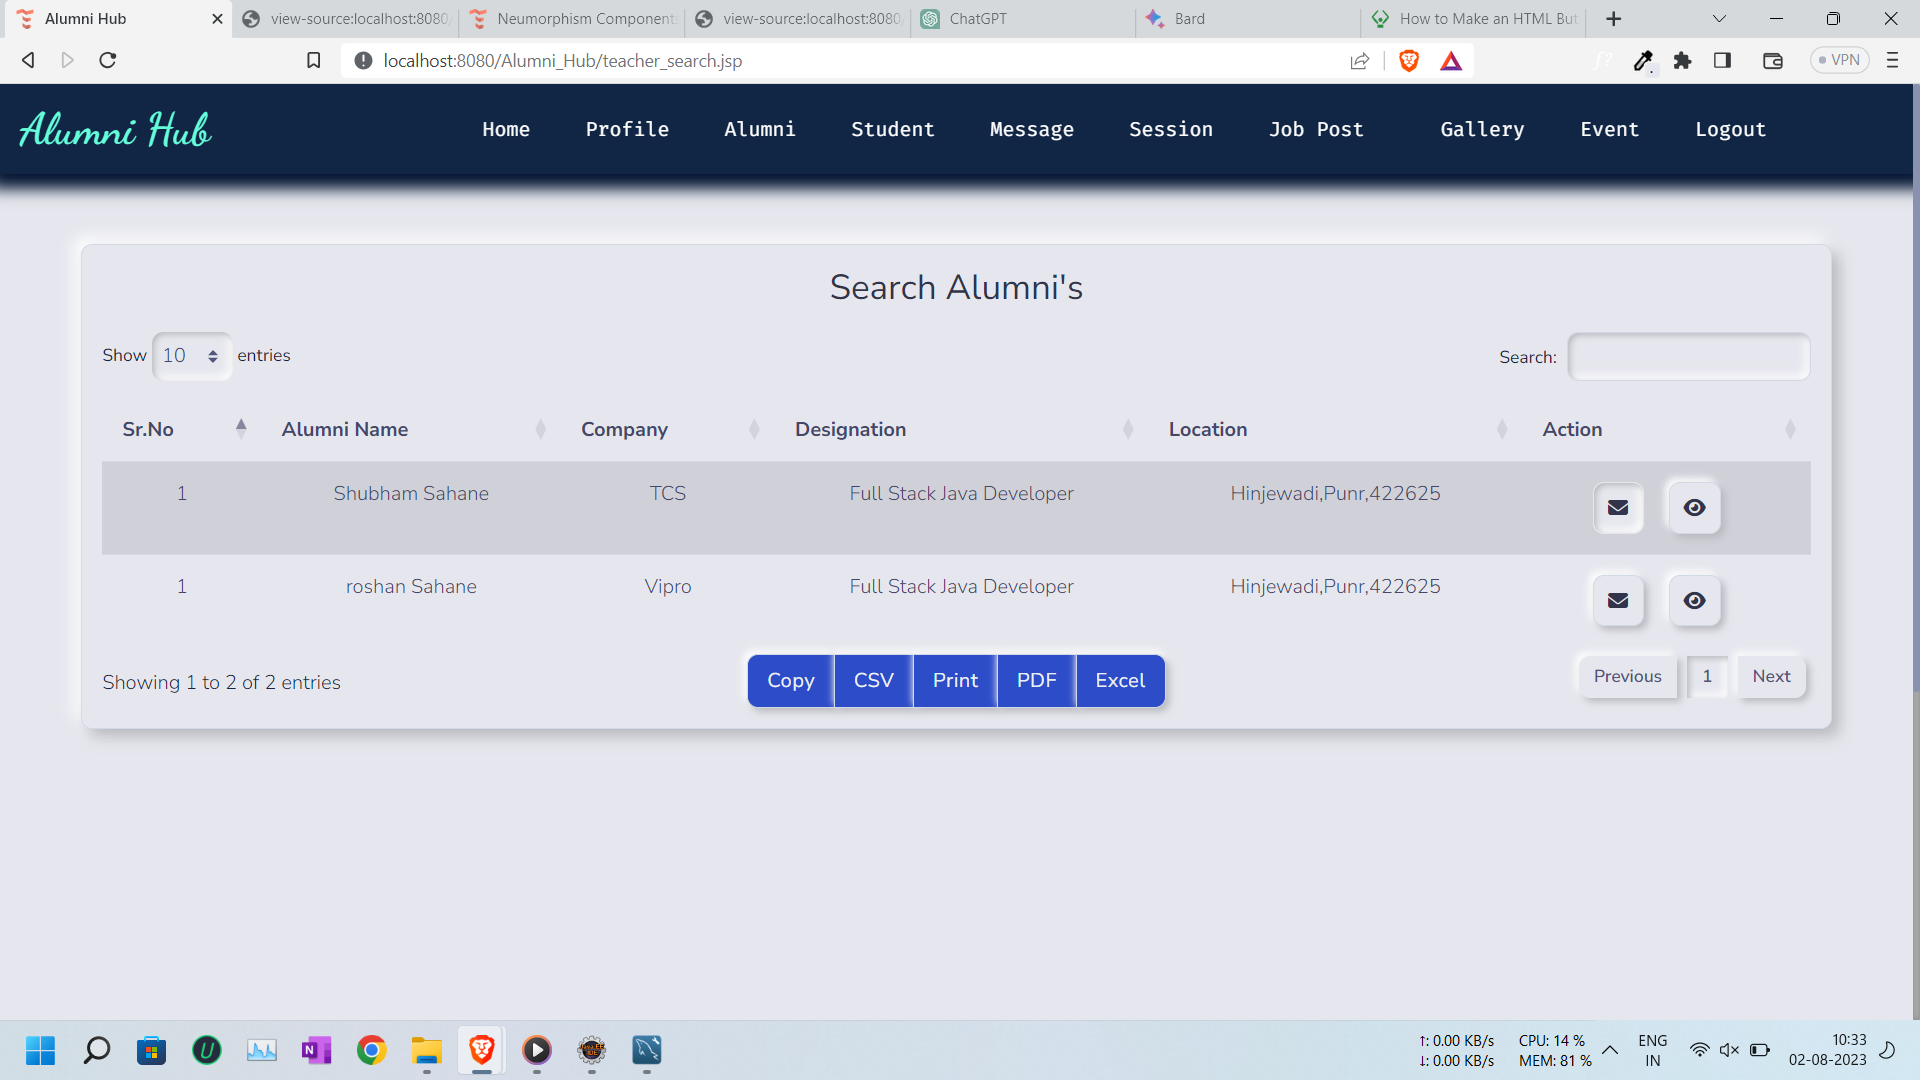 Alumni Hub
view-source:localhost:8080/
Neumorphism Component
view-source:localhost:8080/
ChatGPT
Bard
How to Make an HTML But
localhost:8080/Alumni_Hub/teacher_search.jsp
VPN
Alumni Hub
Home Profile Alumni Student Message Session Job Post Gallery Event Logout
Search Alumni's
Show 10 entries
Search:
Sr.No Alumni Name Company Designation Location Action
1 Shubham Sahane TCS Full Stack Java Developer Hinjewadi,Punr,422625
1 roshan Sahane Vipro Full Stack Java Developer Hinjewadi,Punr,422625
Showing 1 to 2 of 2 entries
Copy CSV Print PDF Excel
Previous 1 Next
↑: 0.00 KB/s CPU: 14 %
↓: 0.00 KB/s MEM: 81 %
ENG
IN
10:33
02-08-2023